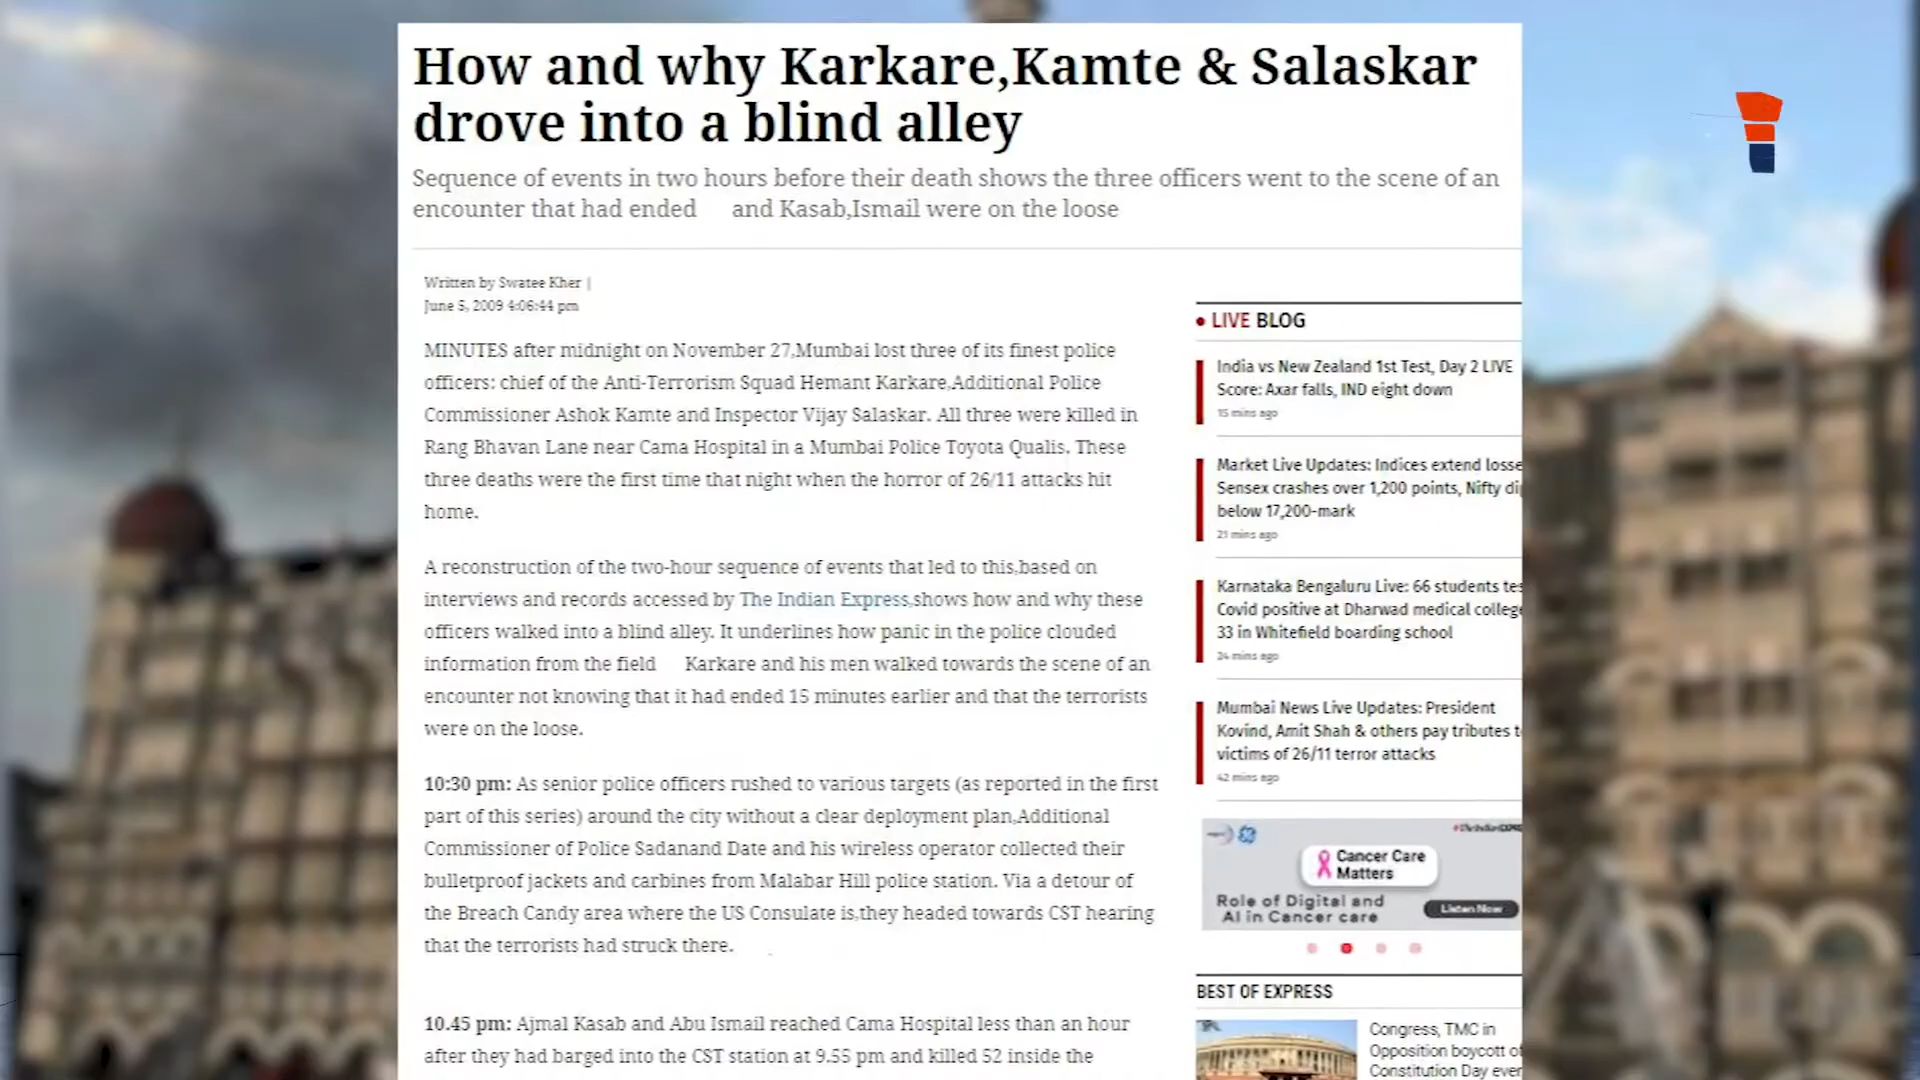 How and why Karkare,Kamte & Salaskar
drove into a blind alley
Sequence of events in two hours before their death shows the three officers went to the scene of an
encounter that had ended and Kasab,Ismail were on the loose
Written by Swatee Kher |
June 5, 2009 4:06:44 pm
MINUTES after midnight on November 27,Mumbai lost three of its finest police
officers: chief of the Anti-Terrorism Squad Hemant Karkare,Additional Police
Commissioner Ashok Kamte and Inspector Vijay Salaskar. All three were killed in
Rang Bhavan Lane near Cama Hospital in a Mumbai Police Toyota Qualis. These
three deaths were the first time that night when the horror of 26/11 attacks hit
home.
A reconstruction of the two-hour sequence of events that led to this,based on
interviews and records accessed by The Indian Express,shows how and why these
officers walked into a blind alley. It underlines how panic in the police clouded
information from the field Karkare and his men walked towards the scene of an
encounter not knowing that it had ended 15 minutes earlier and that the terrorists
were on the loose.
10:30 pm: As senior police officers rushed to various targets (as reported in the first
part of this series) around the city without a clear deployment plan,Additional
Commissioner of Police Sadanand Date and his wireless operator collected their
bulletproof jackets and carbines from Malabar Hill police station. Via a detour of
the Breach Candy area where the US Consulate is,they headed towards CST hearing
that the terrorists had struck there.
10.45 pm: Ajmal Kasab and Abu Ismail reached Cama Hospital less than an hour
after they had barged into the CST station at 9.55 pm and killed 52 inside the
LIVE BLOG
India vs New Zealand 1st Test, Day 2 LIVE
Score: Axar falls, IND eight down
15 mins ago
Market Live Updates: Indices extend losse
Sensex crashes over 1,200 points, Nifty di
below 17,200-mark
21 mins ago
Karnataka Bengaluru Live: 66 students tes
Covid positive at Dharwad medical college
33 in Whitefield boarding school
24 mins ago
Mumbai News Live Updates: President
Kovind, Amit Shah & others pay tributes t
victims of 26/11 terror attacks
42 mins ago
Cancer Care
Matters
Role of Digital and
AI in Cancer care
Listen Now
BEST OF EXPRESS
Congress, TMC in
Opposition boycott of
Constitution Day ever